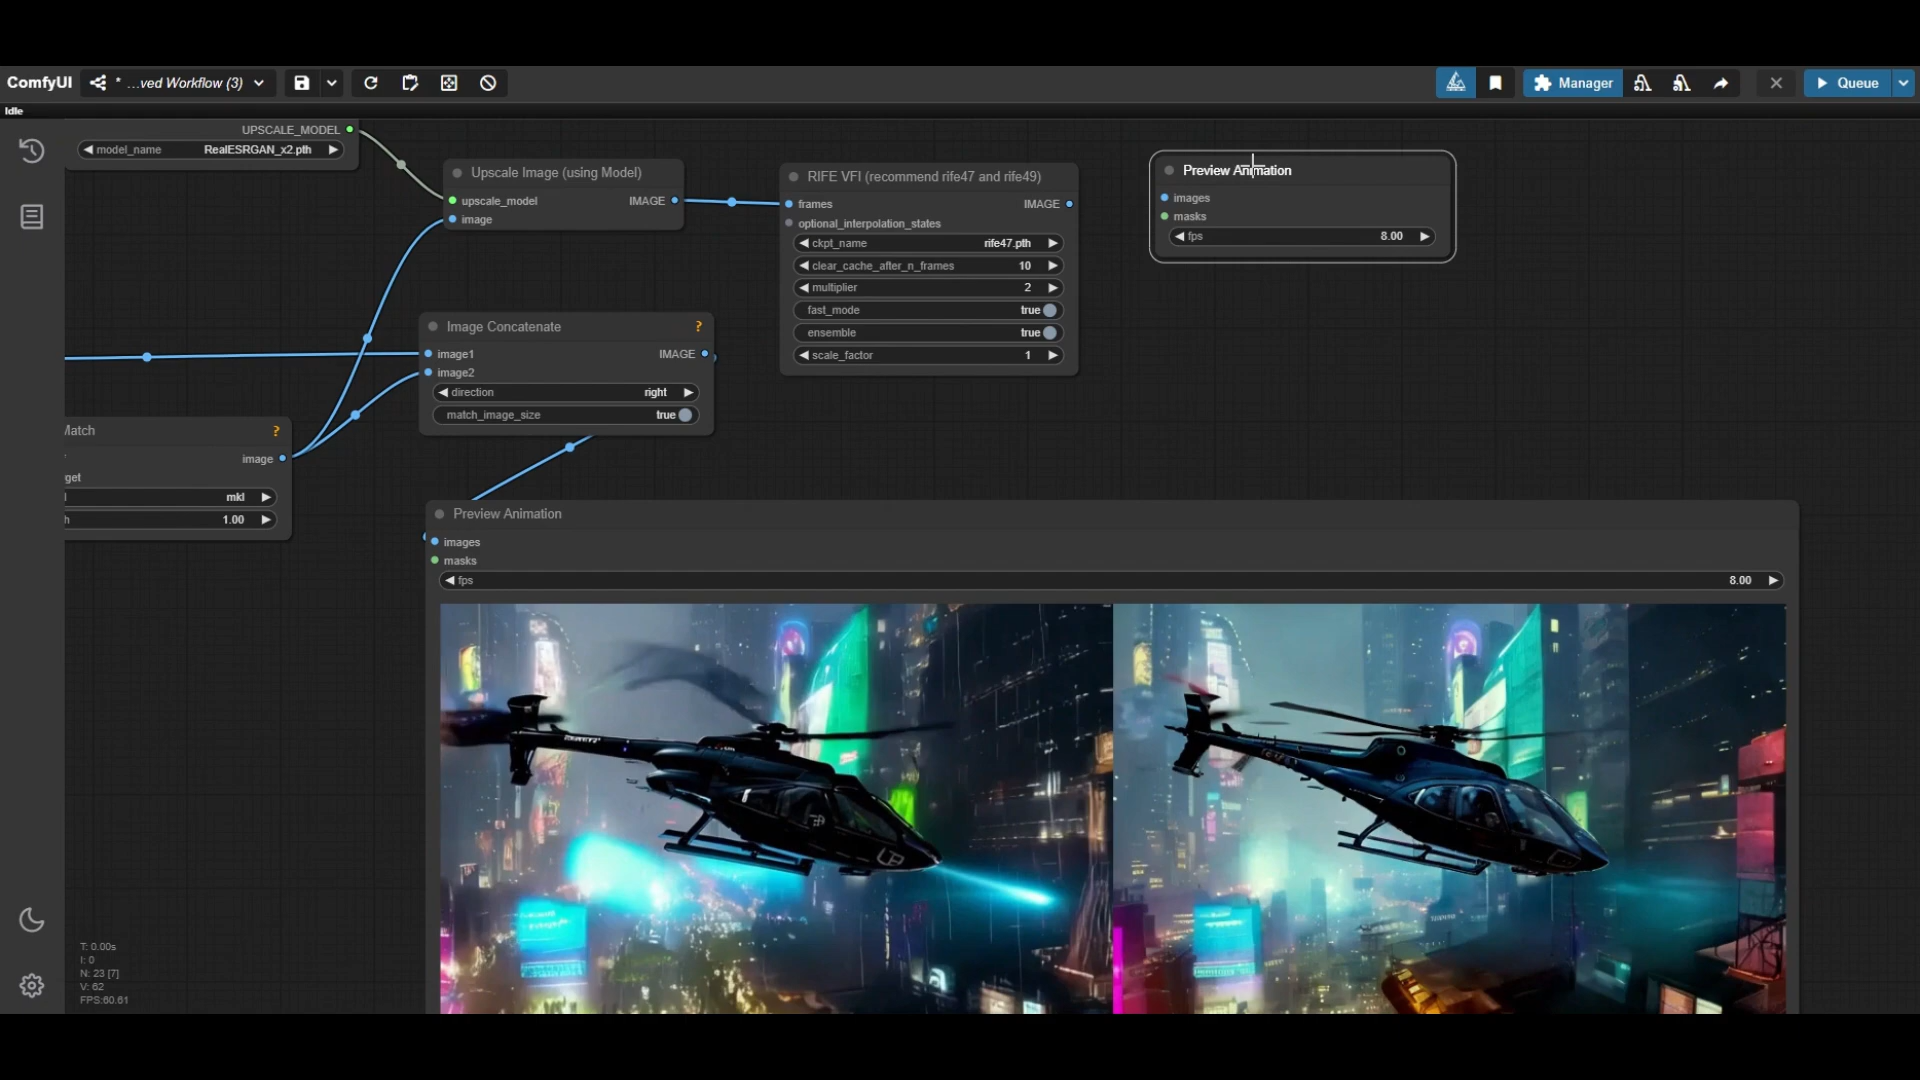 ComfyUI
* ...ved Workflow (3)
Manager
Queue
Idle
UPSCALE_MODEL
model_name RealESRGAN_x2.pth
Upscale Image (using Model)
upscale_model IMAGE
image
RIFE VFI (recommend rife47 and rife49)
frames IMAGE
optional_interpolation_states
ckpt_name rife47.pth
clear_cache_after_n_frames 10
multiplier 2
fast_mode true
ensemble true
scale_factor 1
Preview Animation
images
masks
fps 8.00
Image Concatenate ?
image1 IMAGE
image2
direction right
match_image_size true
Match ?
image
get
mkl
h 1.00
Preview Animation
images
masks
fps 8.00
T: 0.00s
I: 0
N: 23 [7]
V: 62
FPS:60.61